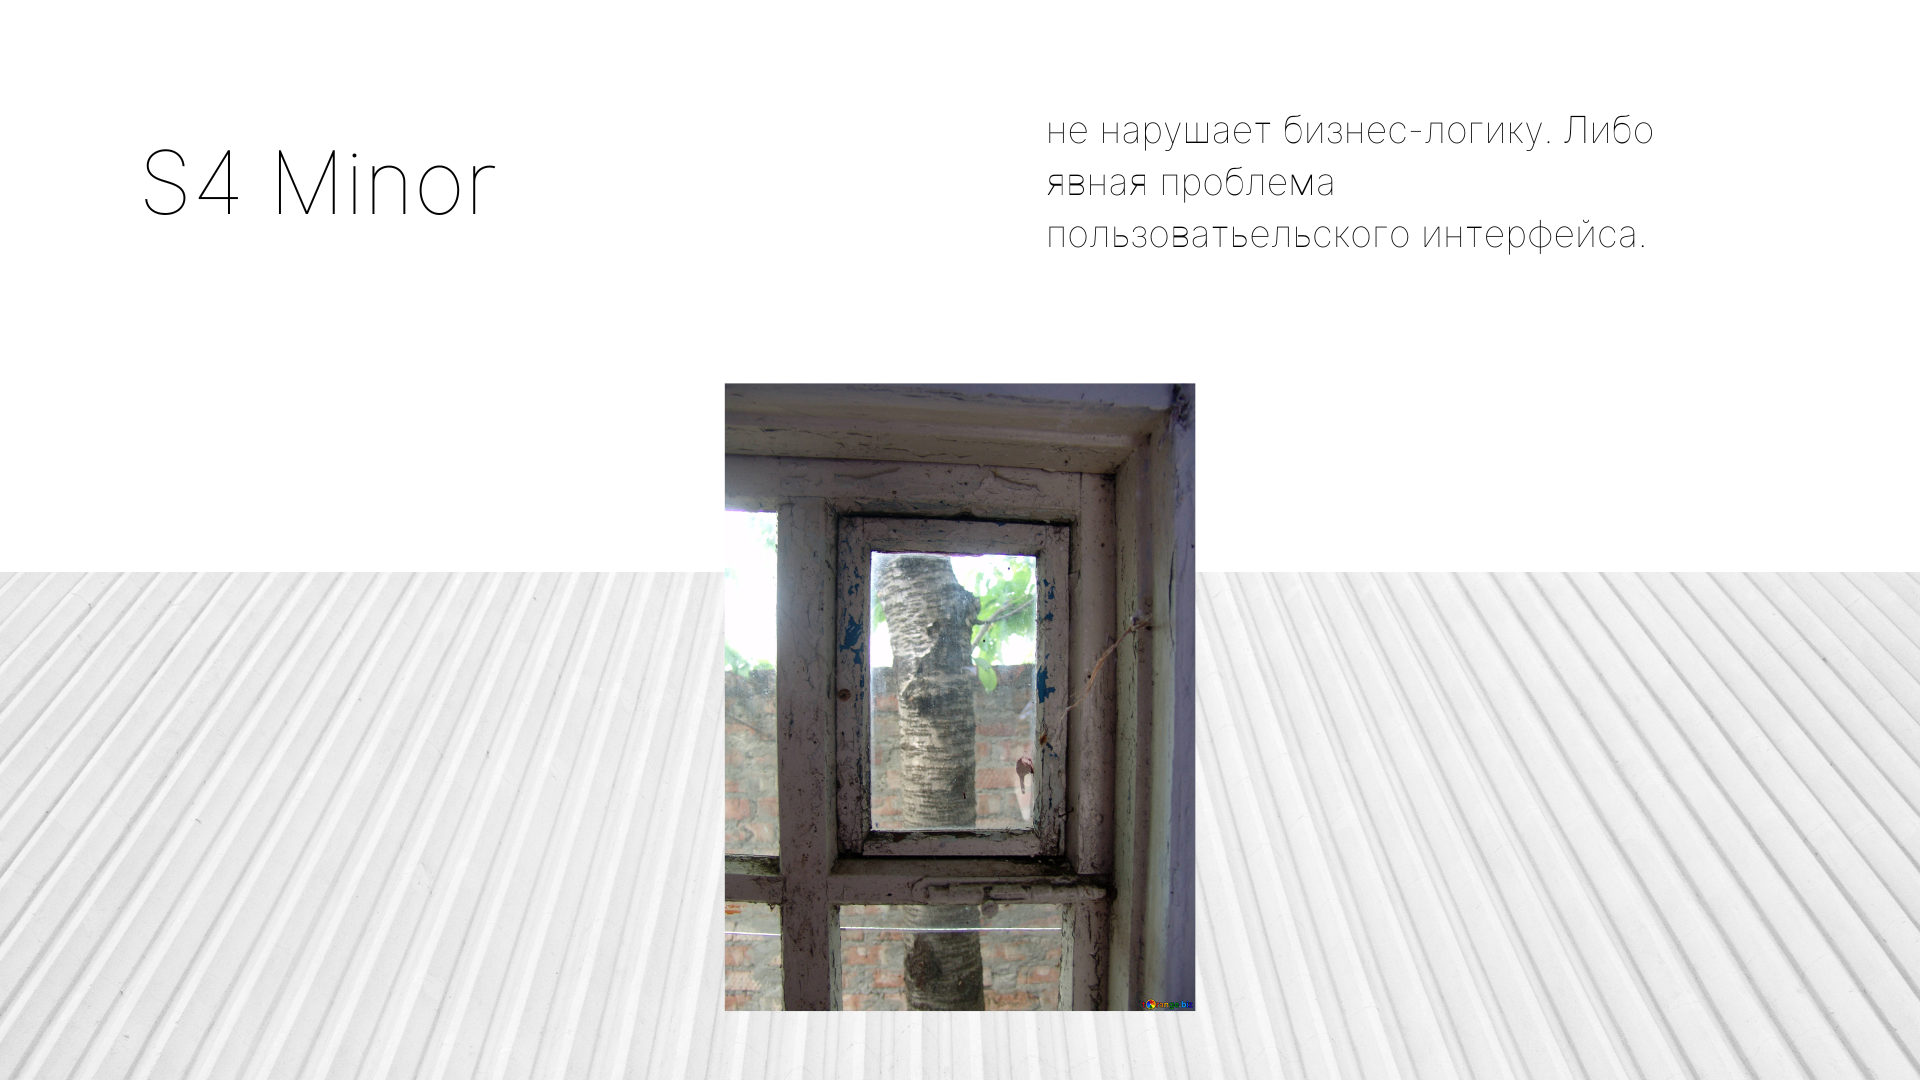 S4 Minor
не нарушает бизнес-логику. Либо
явная проблема
пользоватьельского интерфейса.